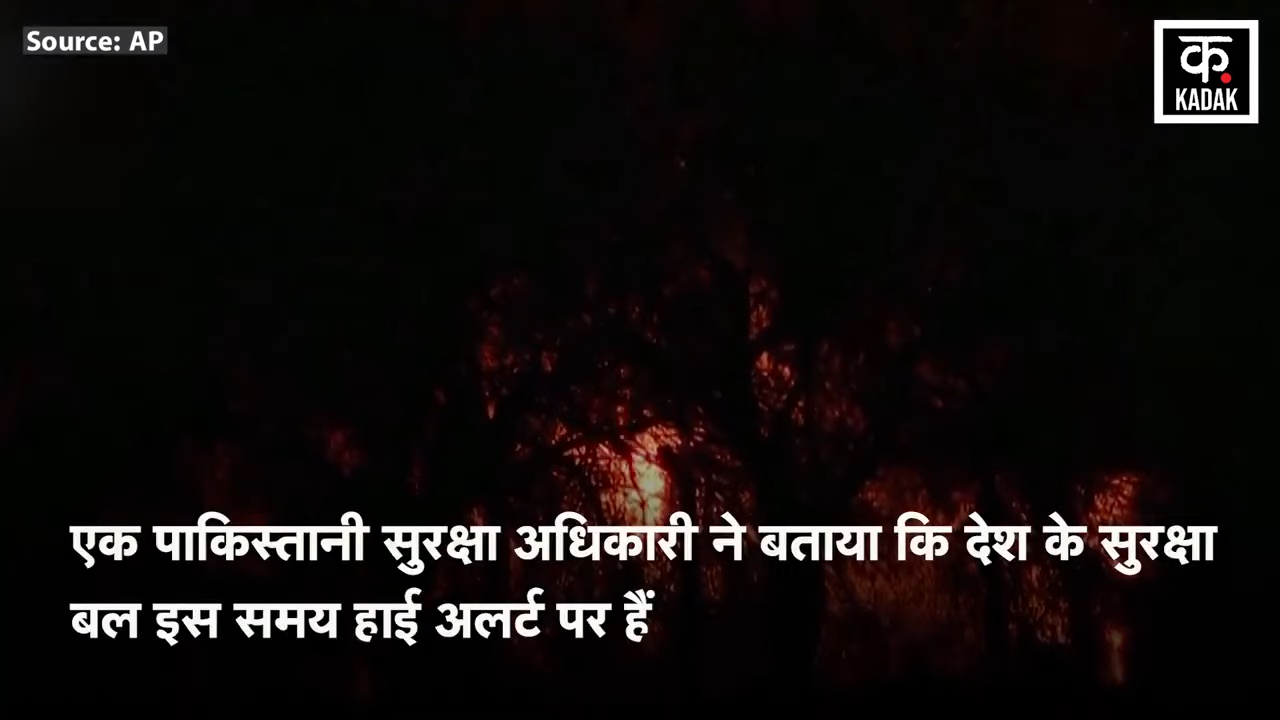 Source: AP
क.
KADAK
एक पाकिस्तानी सुरक्षा अधिकारी ने बताया कि देश के सुरक्षा
बल इस समय हाई अलर्ट पर हैं